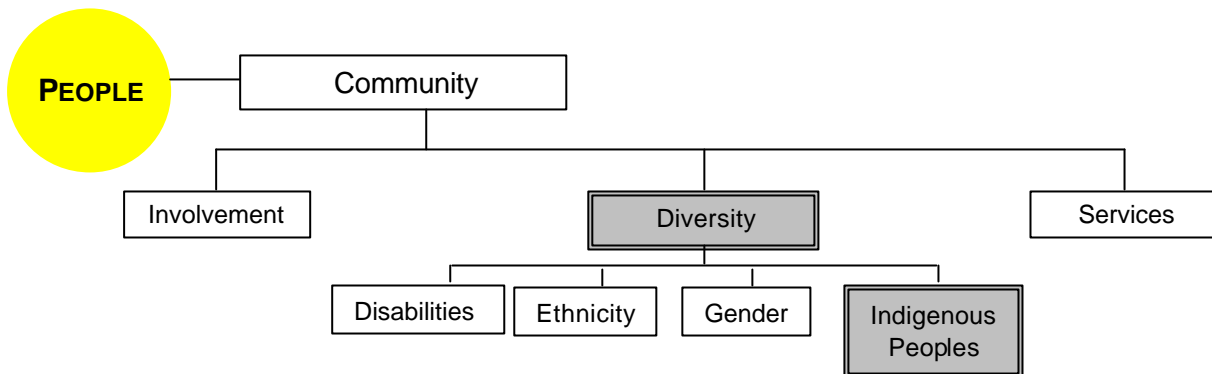 PEOPLE
Community
Involvement
Diversity
Services
Disabilities
Ethnicity
Gender
Indigenous
Peoples